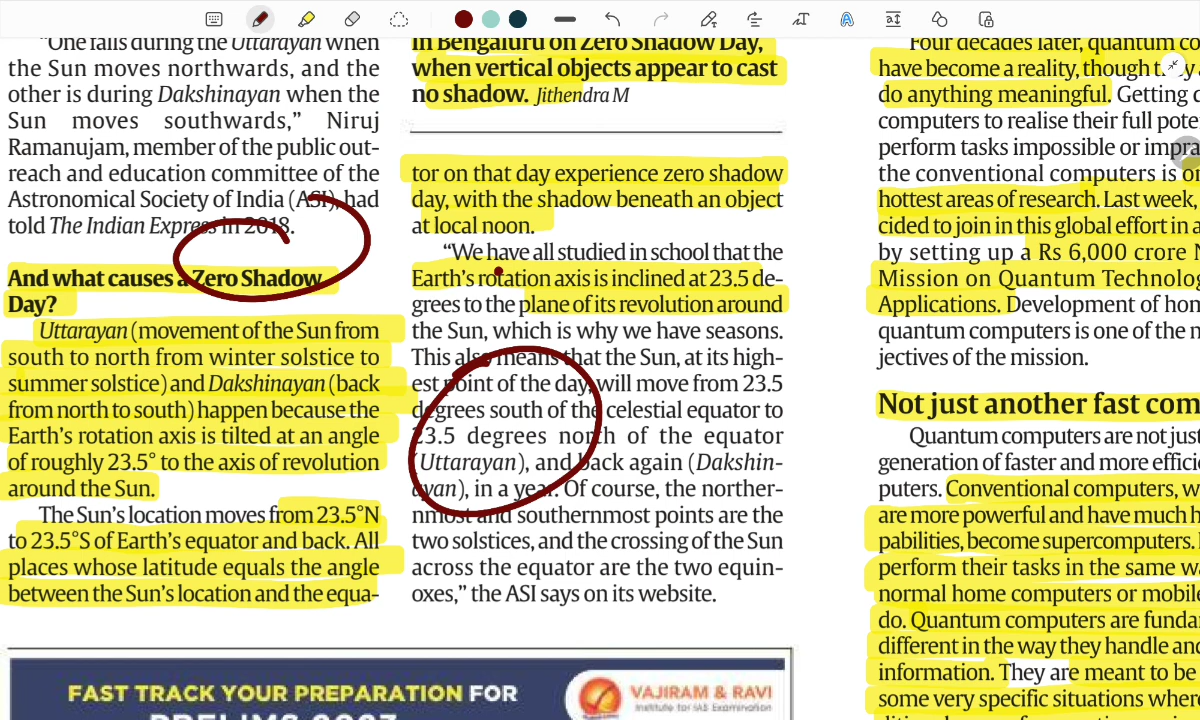 "One falls during the Uttarayan when
the Sun moves northwards, and the
other is during Dakshinayan when the
Sun moves southwards," Niruj
Ramanujam, member of the public out-
reach and education committee of the
Astronomical Society of India (ASI), had
told The Indian Express in 2018.
And what causes a Zero Shadow
Day?
Uttarayan (movement of the Sun from
south to north from winter solstice to
summer solstice) and Dakshinayan (back
from north to south) happen because the
Earth's rotation axis is tilted at an angle
of roughly 23.5° to the axis of revolution
around the Sun.
The Sun's location moves from 23.5°N
to 23.5°S of Earth's equator and back. All
places whose latitude equals the angle
between the Sun's location and the equa-
in Bengaluru on Zero Shadow Day,
when vertical objects appear to cast
no shadow. Jithendra M
tor on that day experience zero shadow
day, with the shadow beneath an object
at local noon.
"We have all studied in school that the
Earth's rotation axis is inclined at 23.5 de-
grees to the plane of its revolution around
the Sun, which is why we have seasons.
This also means that the Sun, at its high-
est point of the day, will move from 23.5
degrees south of the celestial equator to
23.5 degrees north of the equator
(Uttarayan), and back again (Dakshin-
ayan), in a year. Of course, the norther-
nmost and southernmost points are the
two solstices, and the crossing of the Sun
across the equator are the two equin-
oxes," the ASI says on its website.
Four decades later, quantum co
have become a reality, though
do anything meaningful. Getting
computers to realise their full pote
perform tasks impossible or impra
the conventional computers is on
hottest areas of research. Last week,
cided to join in this global effort in a
by setting up a Rs 6,000 crore N
Mission on Quantum Technolog
Applications. Development of hom
quantum computers is one of the m
jectives of the mission.
Not just another fast com
Quantum computers are not just
generation of faster and more effici
puters. Conventional computers, w
are more powerful and have much h
pabilities, become supercomputers.
perform their tasks in the same wa
normal home computers or mobile
do. Quantum computers are funda
different in the way they handle and
information. They are meant to be
some very specific situations where
FAST TRACK YOUR PREPARATION FOR
PRELIMS 2023
VAJIRAM & RAVI
Institute for IAS Examination